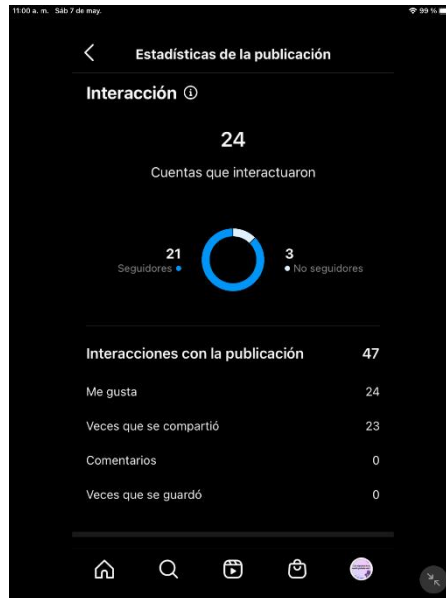 11:00 a. m. Sáb 7 de may.
99 %
Estadísticas de la publicación
Interacción
24
Cuentas que interactuaron
21
Seguidores
3
No seguidores
Interacciones con la publicación 47
Me gusta 24
Veces que se compartió 23
Comentarios 0
Veces que se guardó 0